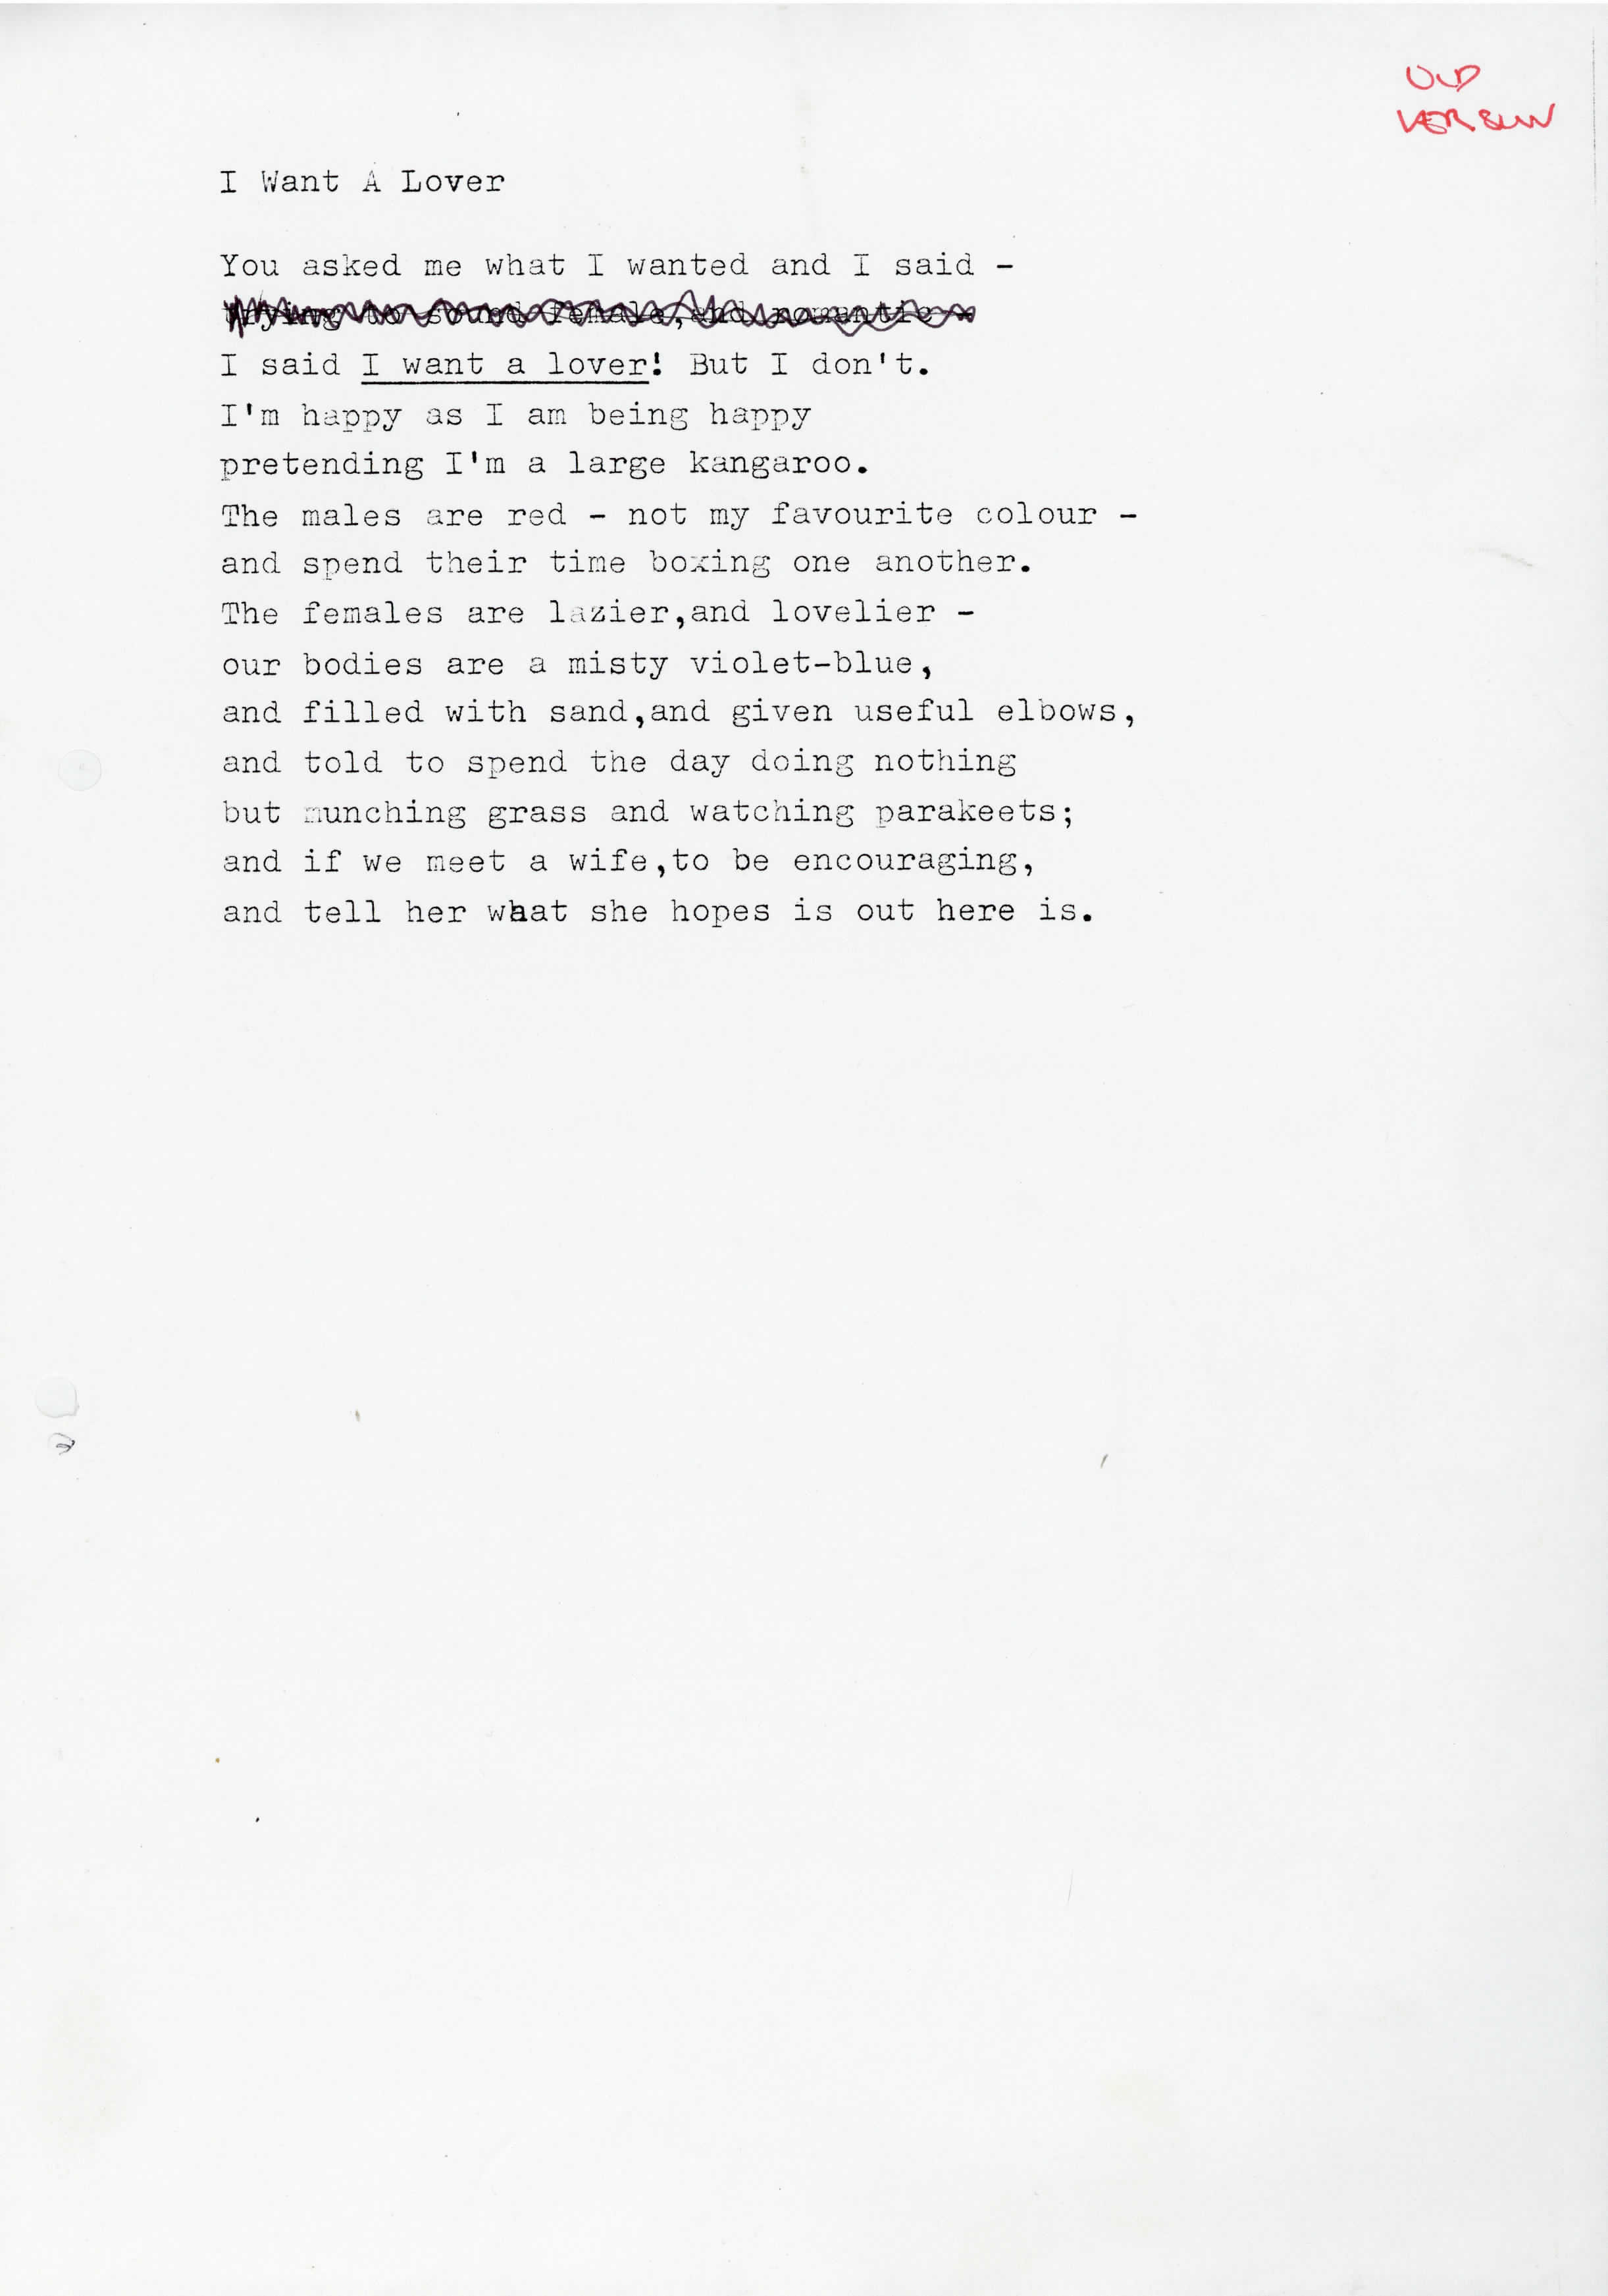 OLD
VERSION
I Want A Lover
You asked me what I wanted and I said -
trying to sound female,and romantic -
I said I want a lover! But I don't.
I'm happy as I am being happy
pretending I'm a large kangaroo.
The males are red - not my favourite colour -
and spend their time boxing one another.
The females are lazier,and lovelier -
our bodies are a misty violet-blue,
and filled with sand,and given useful elbows,
and told to spend the day doing nothing
but munching grass and watching parakeets;
and if we meet a wife,to be encouraging,
and tell her what she hopes is out here is.